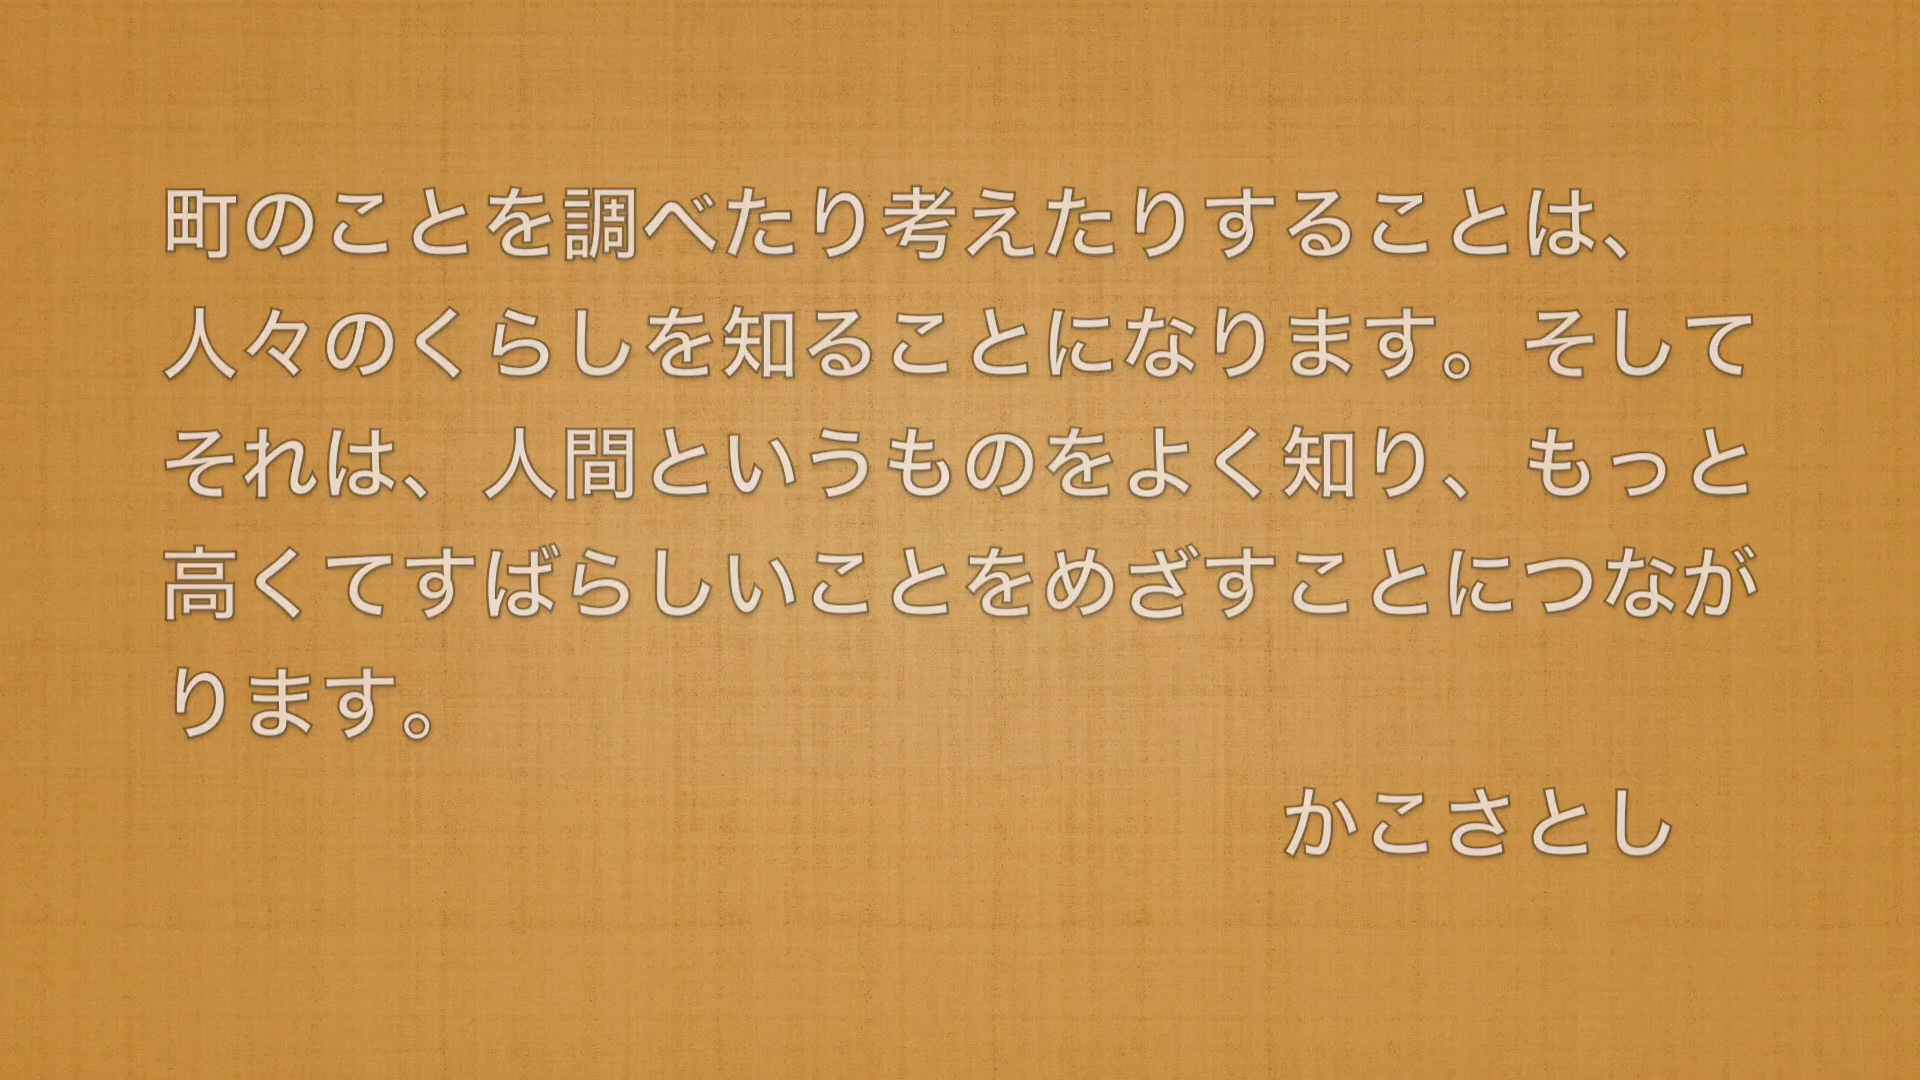 町のことを調べたり考えたりすることは、
人々のくらしを知ることになります。そして
それは、人間というものをよく知り、もっと
高くてすばらしいことをめざすことにつなが
ります。
かこさとし